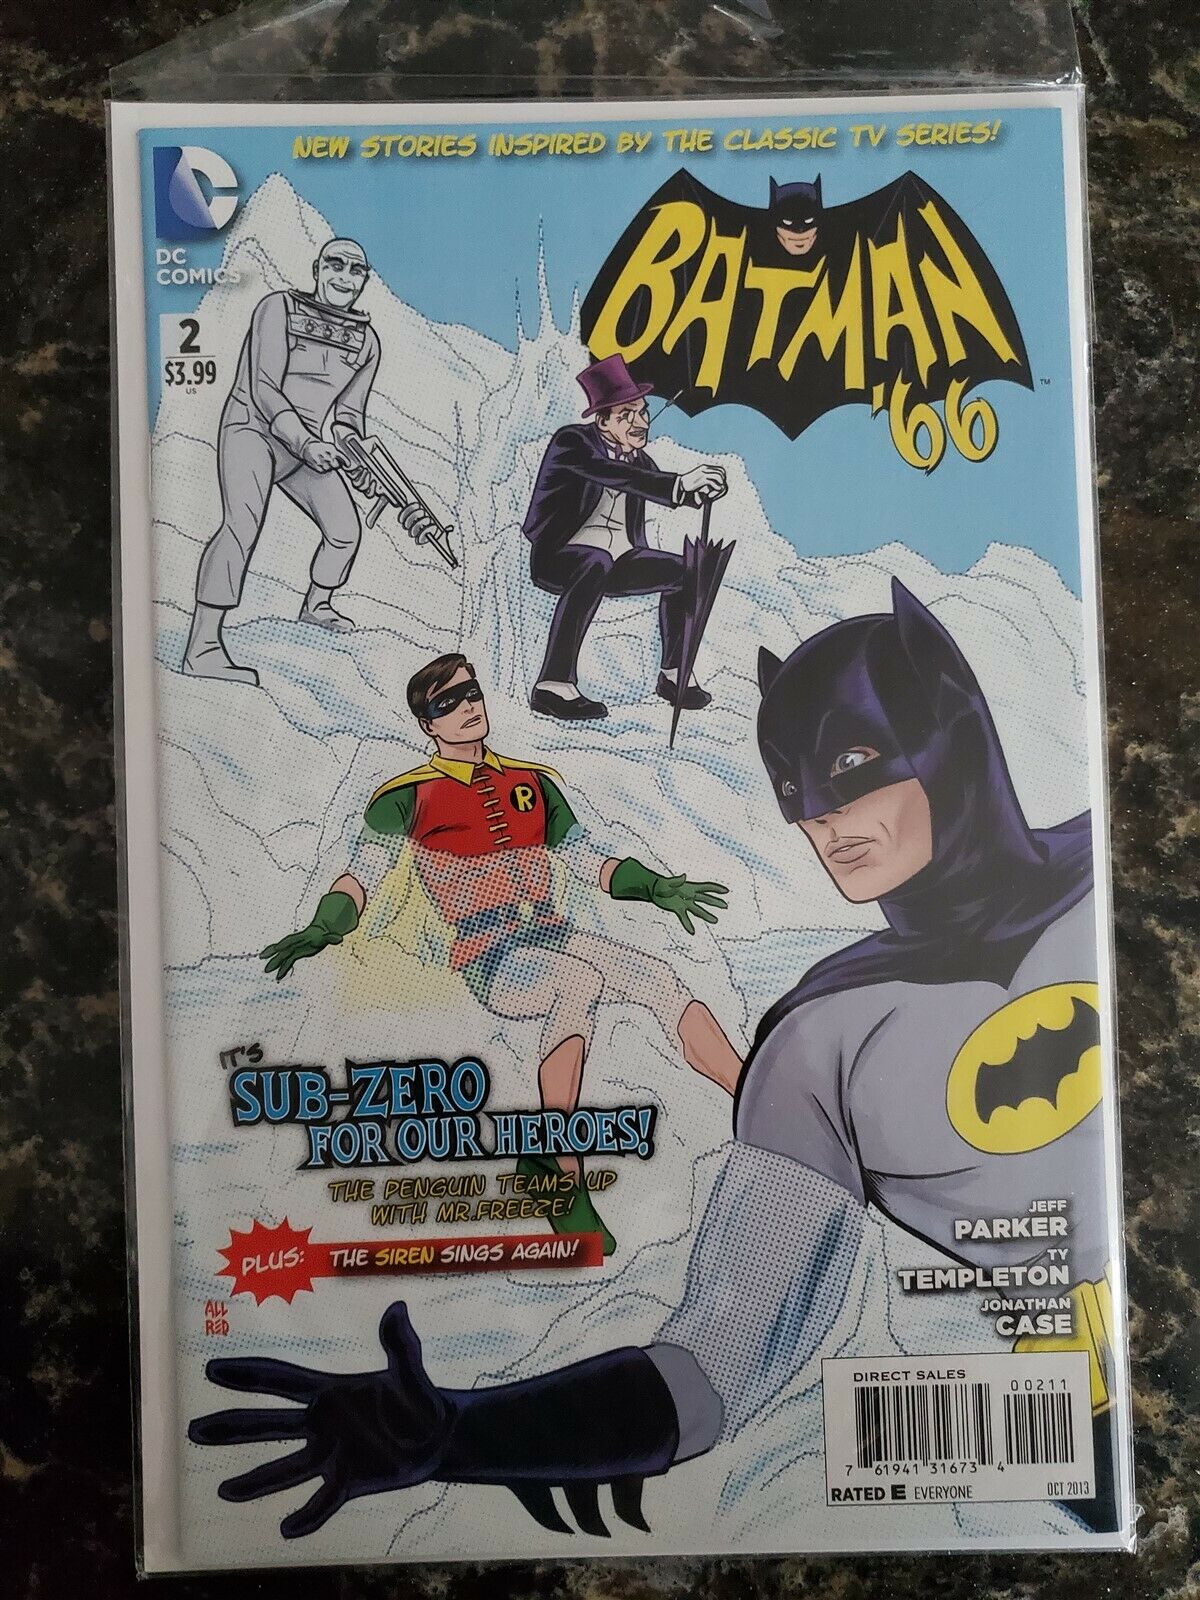 NEW STORIES INSPIRED BY THE CLASSIC TV SERIES!
DC
DC
COMICS
2
$3.99
US
BATMAN
'66
TM
R
IT'S
SUB-ZERO
FOR OUR HEROES!
THE PENGUIN TEAMS UP
WITH MR.FREEZE!
PLUS: THE SIREN SINGS AGAIN!
ALL
RED
JEFF
PARKER
TY
TEMPLETON
JONATHAN
CASE
DIRECT SALES
00211
7 61941 31673 4
RATED E EVERYONE
OCT 2013